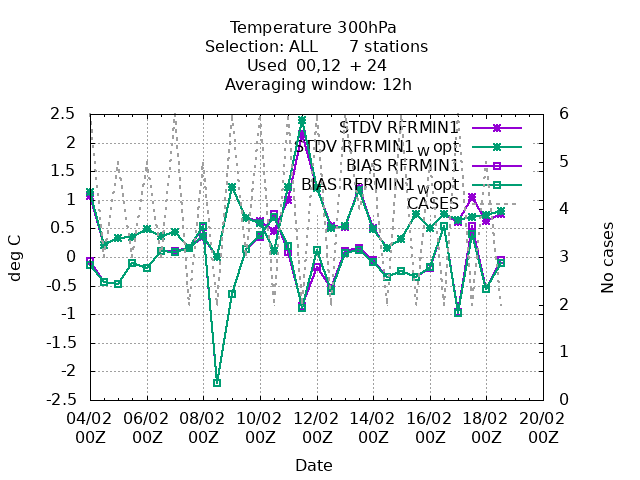 Temperature 300hPa
Selection: ALL 7 stations
Used 00,12 + 24
Averaging window: 12h
STDV RFRMIN1
STDV RFRMIN1_w opt
BIAS RFRMIN1
BIAS RFRMIN1_w opt
CASES
2.5
2
1.5
1
0.5
0
-0.5
-1
-1.5
-2
-2.5
deg C
6
5
4
3
2
1
0
No cases
04/02 06/02 08/02 10/02 12/02 14/02 16/02 18/02 20/02
00Z 00Z 00Z 00Z 00Z 00Z 00Z 00Z 00Z
Date